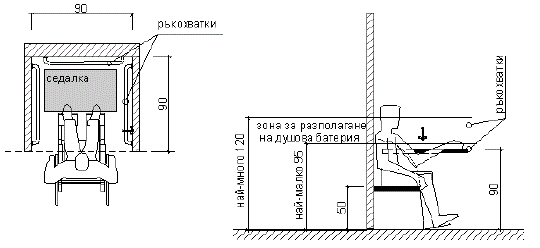 90
ръкохватки
седалка
90
зона за разполагане
на душова батерия
най-много 120
най-малко 95
50
90
ръкохватки